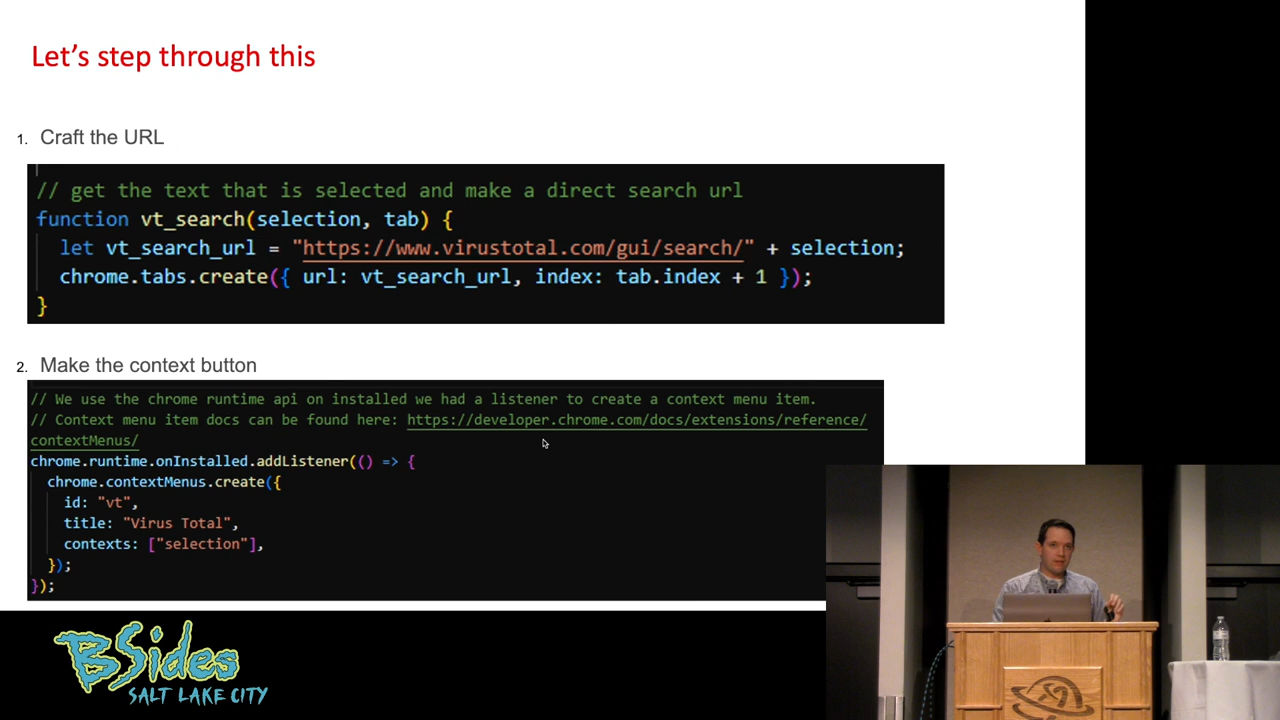 Let's step through this
1. Craft the URL
// get the text that is selected and make a direct search url
function vt_search(selection, tab) {
let vt_search_url = "https://www.virustotal.com/gui/search/" + selection;
chrome.tabs.create({ url: vt_search_url, index: tab.index + 1 });
}
2. Make the context button
// We use the chrome runtime api on installed we had a listener to create a context menu item.
// Context menu item docs can be found here: https://developer.chrome.com/docs/extensions/reference/
contextMenus/
chrome.runtime.onInstalled.addListener(() => {
chrome.contextMenus.create({
id: "vt",
title: "Virus Total",
contexts: ["selection"],
});
});
BSides
SALT LAKE CITY